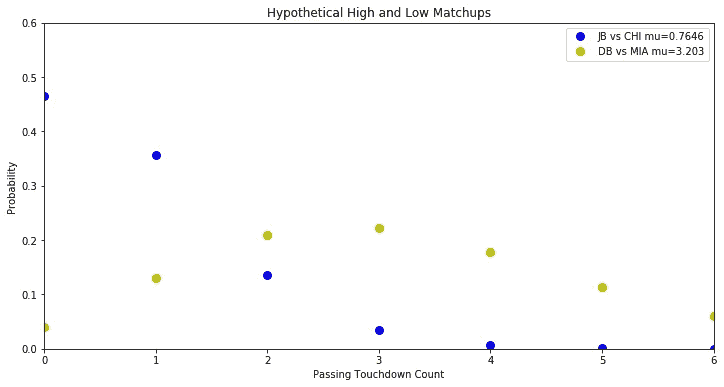 Hypothetical High and Low Matchups
JB vs CHI mu=0.7646
DB vs MIA mu=3.203
Probability
0.6
0.5
0.4
0.3
0.2
0.1
0.0
0 1 2 3 4 5 6
Passing Touchdown Count